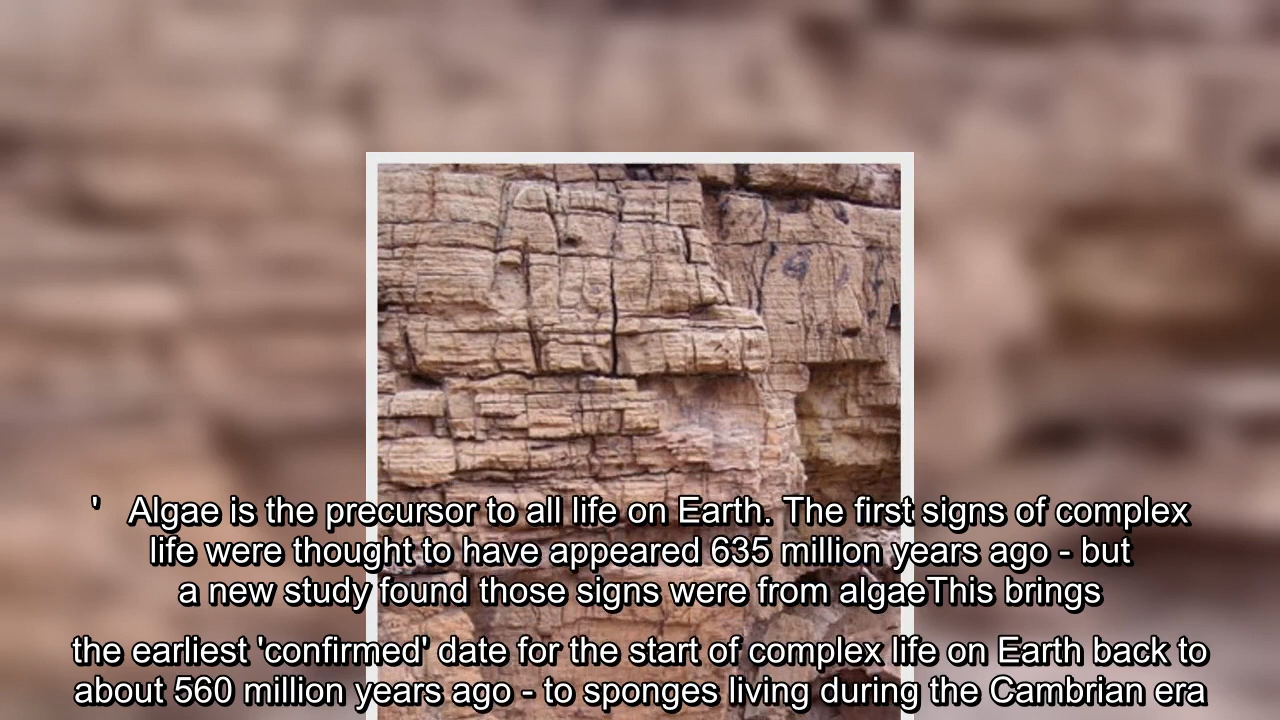 ' Algae is the precursor to all life on Earth. The first signs of complex
life were thought to have appeared 635 million years ago - but
a new study found those signs were from algaeThis brings
the earliest 'confirmed' date for the start of complex life on Earth back to
about 560 million years ago - to sponges living during the Cambrian era